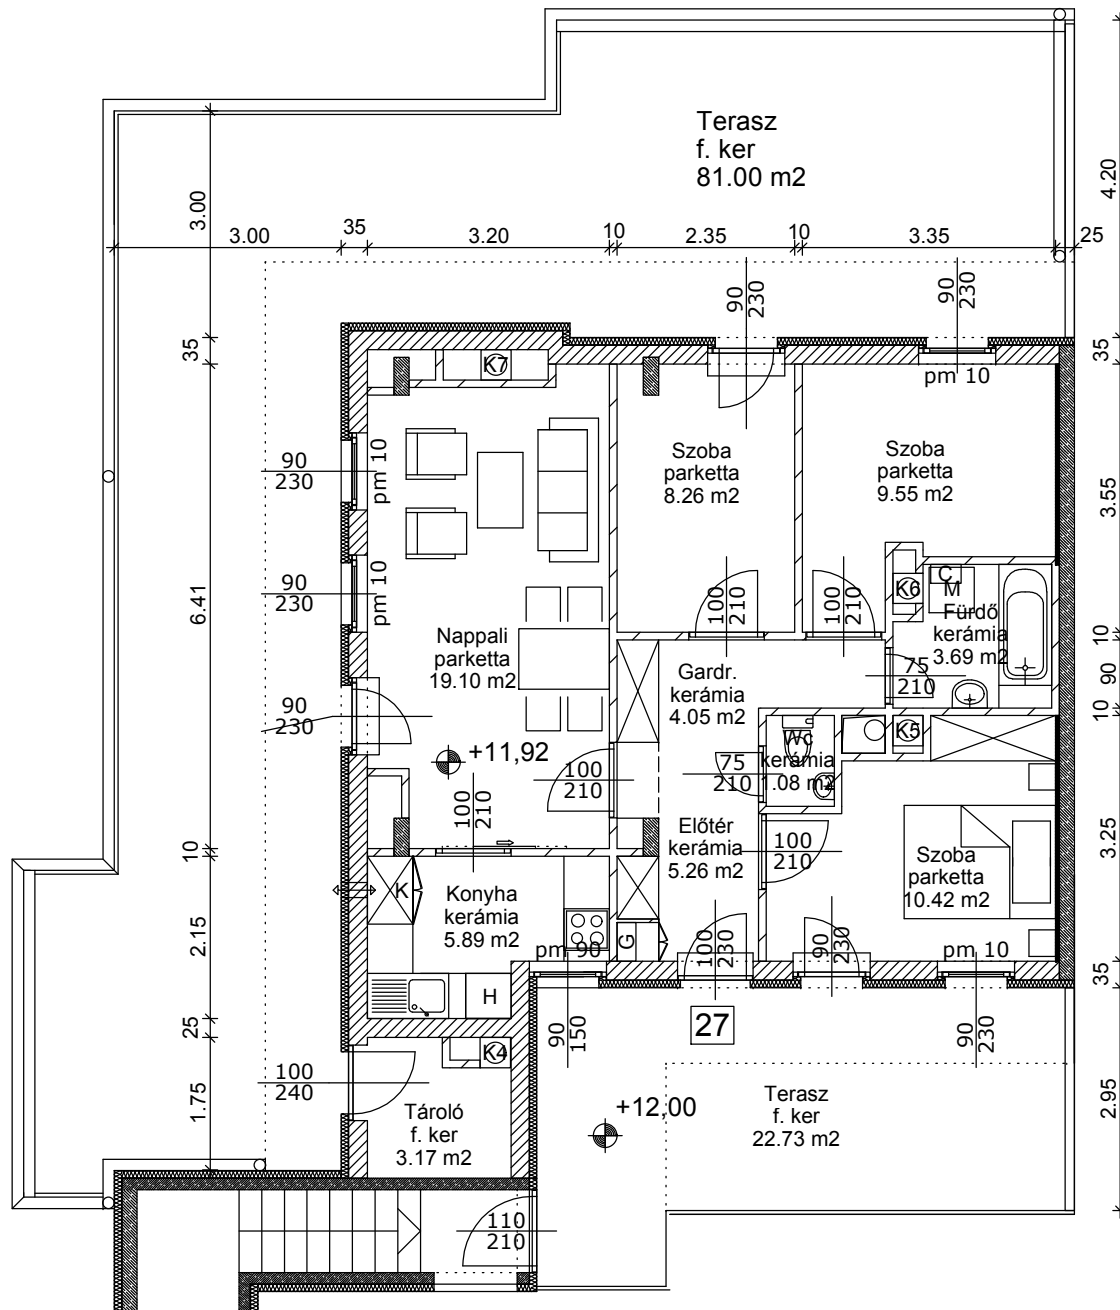 Terasz
f. ker
81.00 m2
4.20
3.00
3.00
35
3.20
10
2.35
10
3.35
25
90
230
90
230
35
35
K7
pm 10
Szoba
parketta
8.26 m2
Szoba
parketta
9.55 m2
90
230
pm 10
3.55
90
230
pm 10
6.41
100
210
100
210
K6
C
M
Fürdő
kerámia
3.69 m2
10
Nappali
parketta
19.10 m2
Gardr.
kerámia
4.05 m2
75
210
90
90
230
10
K5
+11,92
Wc
kerámia
1.08 m2
75
210
100
210
100
210
Előtér
kerámia
5.26 m2
100
210
3.25
10
Szoba
parketta
10.42 m2
K
Konyha
kerámia
5.89 m2
2.15
G
pm 90
100
230
90
230
pm 10
35
H
27
25
90
150
90
230
K4
100
240
1.75
Tároló
f. ker
3.17 m2
+12,00
Terasz
f. ker
22.73 m2
2.95
110
210